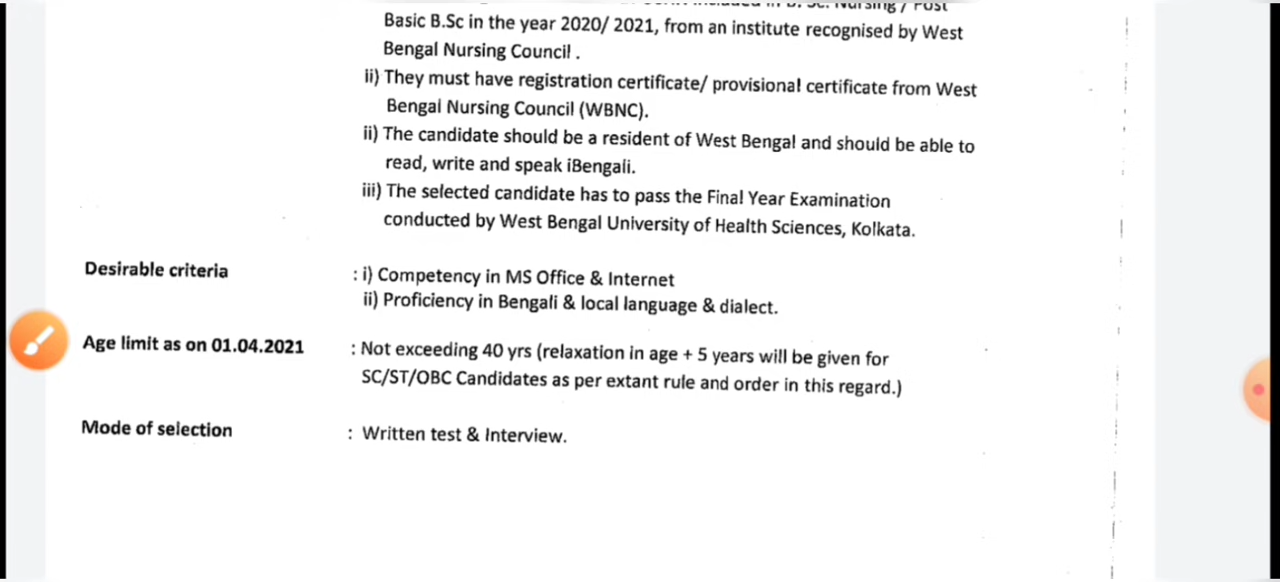 Nursing / Post
Basic B.Sc in the year 2020/ 2021, from an institute recognised by West
Bengal Nursing Council .
ii) They must have registration certificate/ provisional certificate from West
Bengal Nursing Council (WBNC).
ii) The candidate should be a resident of West Bengal and should be able to
read, write and speak iBengali.
iii) The selected candidate has to pass the Final Year Examination
conducted by West Bengal University of Health Sciences, Kolkata.
Desirable criteria : i) Competency in MS Office & Internet
ii) Proficiency in Bengali & local language & dialect.
Age limit as on 01.04.2021 : Not exceeding 40 yrs (relaxation in age + 5 years will be given for
SC/ST/OBC Candidates as per extant rule and order in this regard.)
Mode of selection : Written test & Interview.